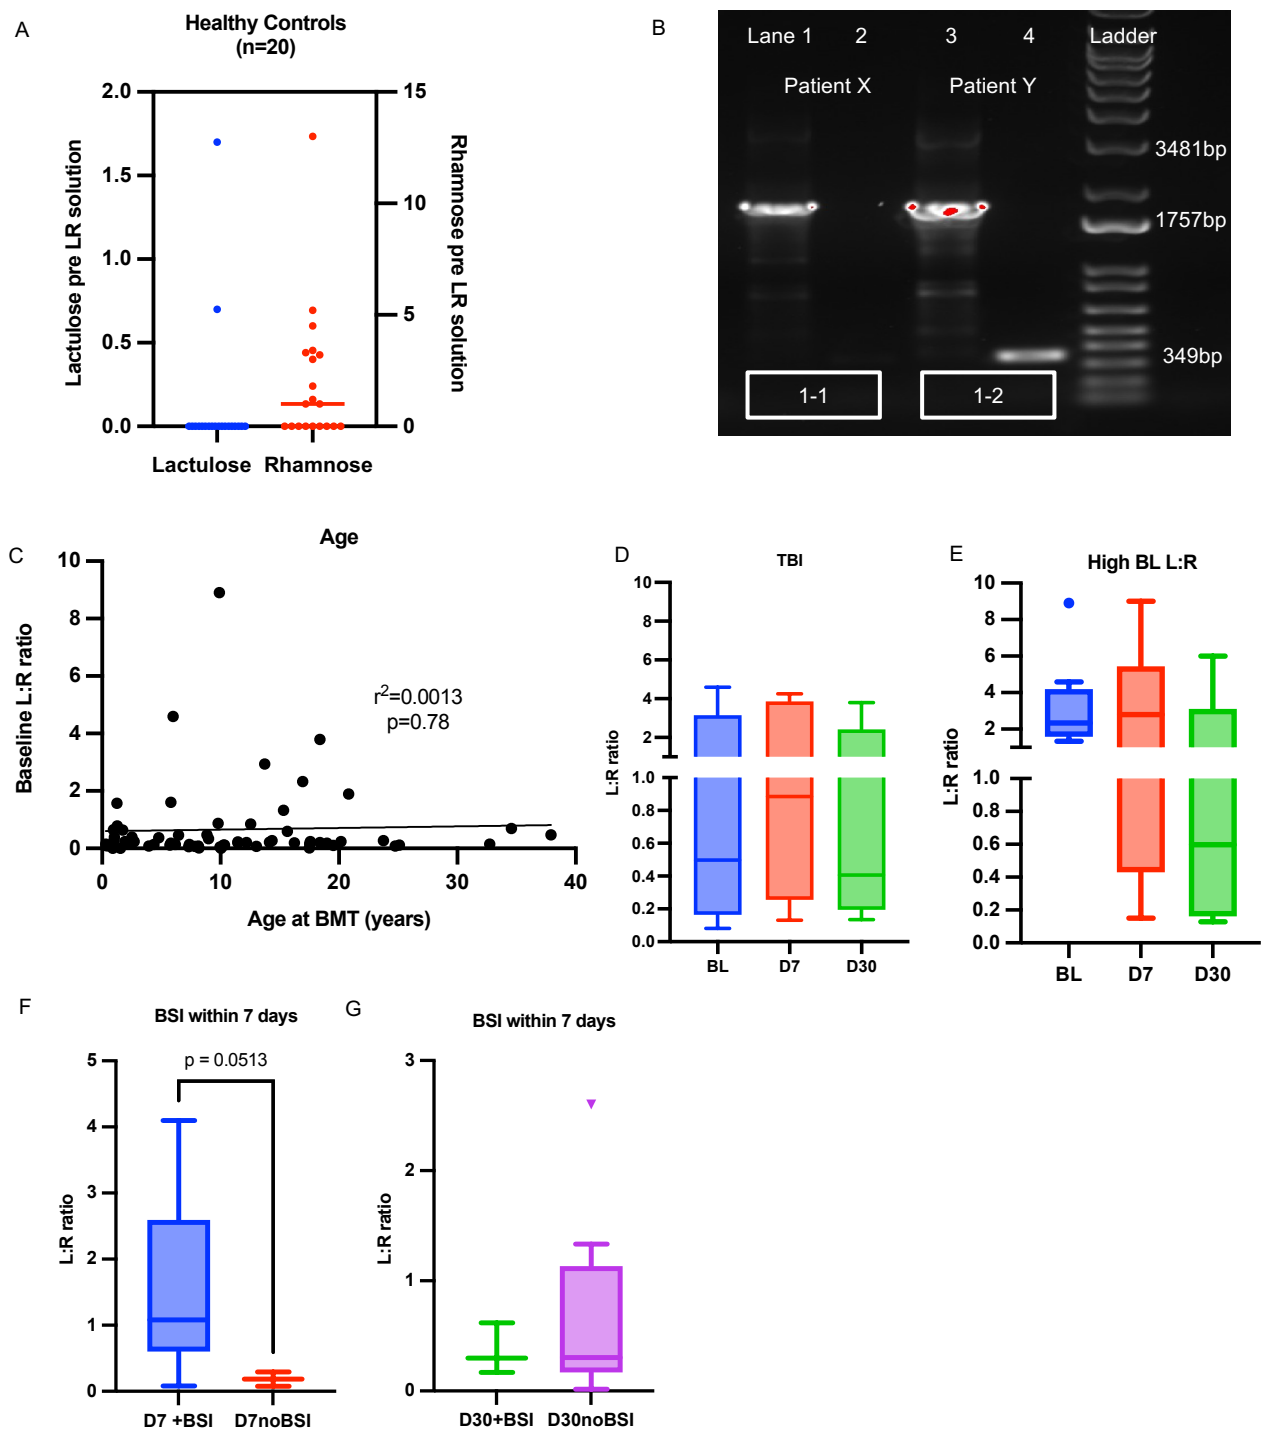 A
Healthy Controls
(n=20)
2.0
1.5
1.0
0.5
0.0
Lactulose pre LR solution
15
10
5
0
Rhamnose pre LR solution
Lactulose Rhamnose
B
Lane 1 2 3 4 Ladder
Patient X Patient Y
3481bp
1757bp
349bp
1-1 1-2
C
Age
10
8
6
4
2
0
Baseline L:R ratio
r2=0.0013
p=0.78
0 10 20 30 40
Age at BMT (years)
D
TBI
10
8
6
4
2
1.0
0.8
0.6
0.4
0.2
0.0
L:R ratio
BL D7 D30
E
High BL L:R
10
8
6
4
2
1.0
0.8
0.6
0.4
0.2
0.0
L:R ratio
BL D7 D30
F
BSI within 7 days
p = 0.0513
5
4
3
2
1
0
L:R ratio
D7 +BSI D7noBSI
G
BSI within 7 days
3
2
1
0
L:R ratio
D30+BSI D30noBSI